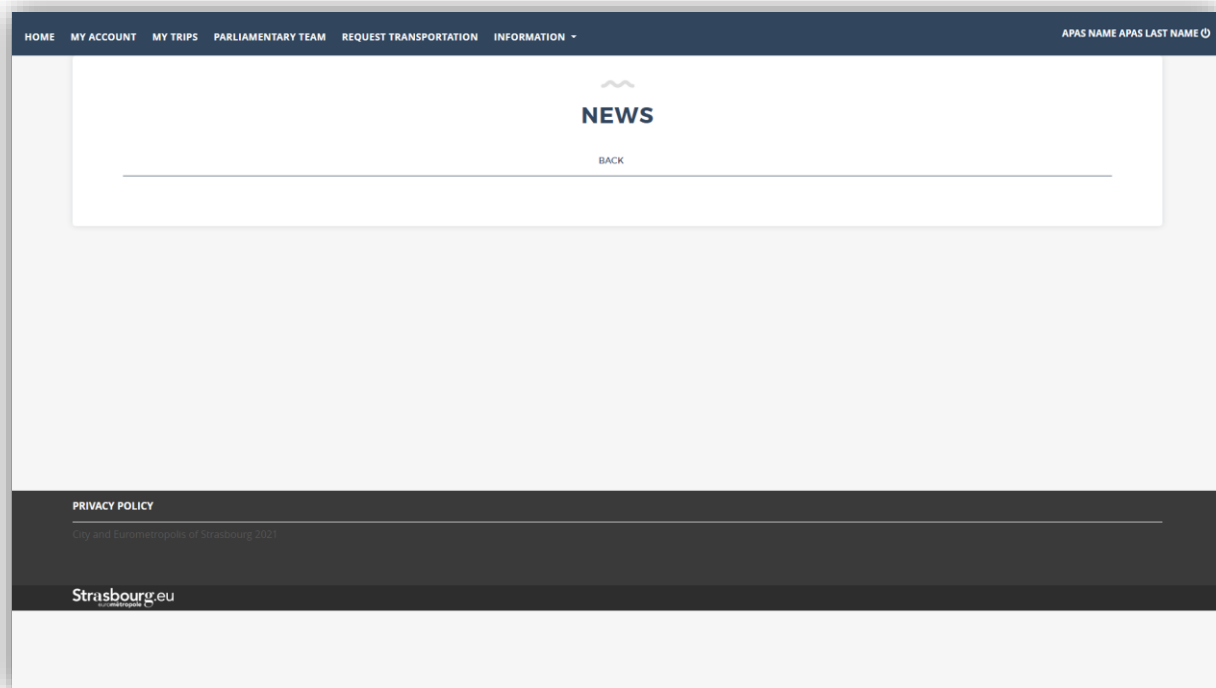 HOME MY ACCOUNT MY TRIPS PARLIAMENTARY TEAM REQUEST TRANSPORTATION INFORMATION APAS NAME APAS LAST NAME
NEWS
BACK
PRIVACY POLICY
City and Eurometropolis of Strasbourg 2021
Strasbourg.eu
eurométropole